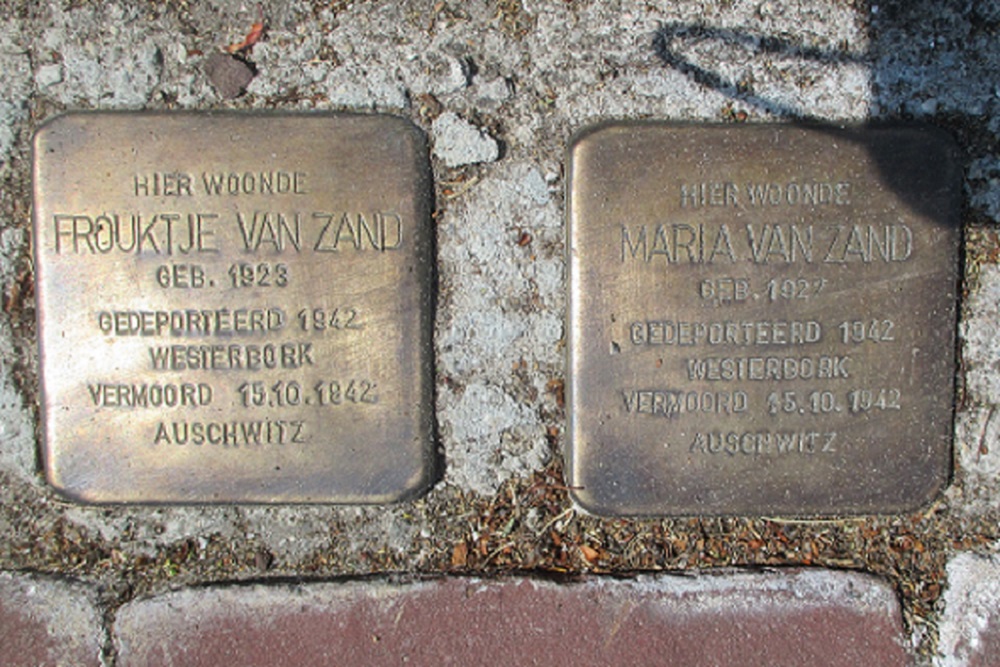 HIER WOONDE
FROUKTJE VAN ZAND
GEB. 1923
GEDEPORTEERD 1942
WESTERBORK
VERMOORD 15.10.1942
AUSCHWITZ
HIER WOONDE
MARIA VAN ZAND
GEB. 1927
GEDEPORTEERD 1942
WESTERBORK
VERMOORD 15.10.1942
AUSCHWITZ